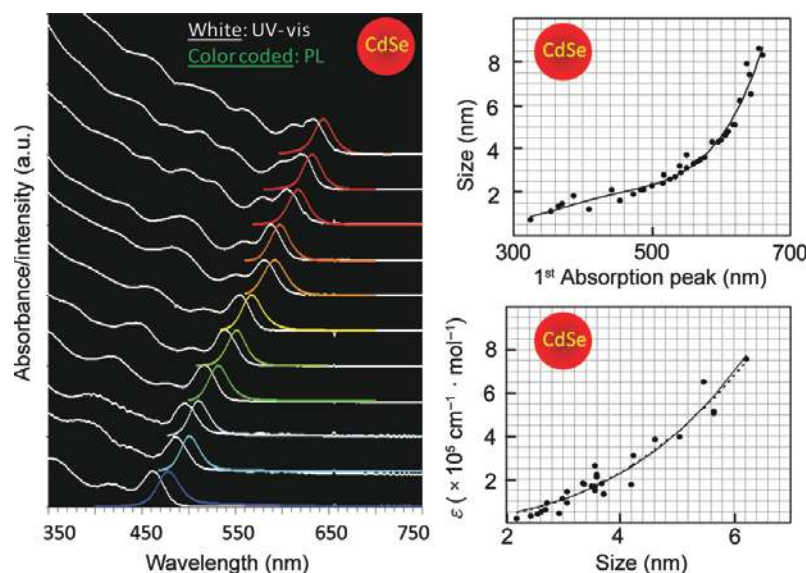 White: UV-vis
Color coded: PL
CdSe
Absorbance/intensity (a.u.)
350 450 550 650 750
Wavelength (nm)
CdSe
Size (nm)
8
6
4
2
300 500 700
1st Absorption peak (nm)
CdSe
ε ( × 10⁵ cm⁻¹ · mol⁻¹)
8
6
4
2
2 4 6
Size (nm)